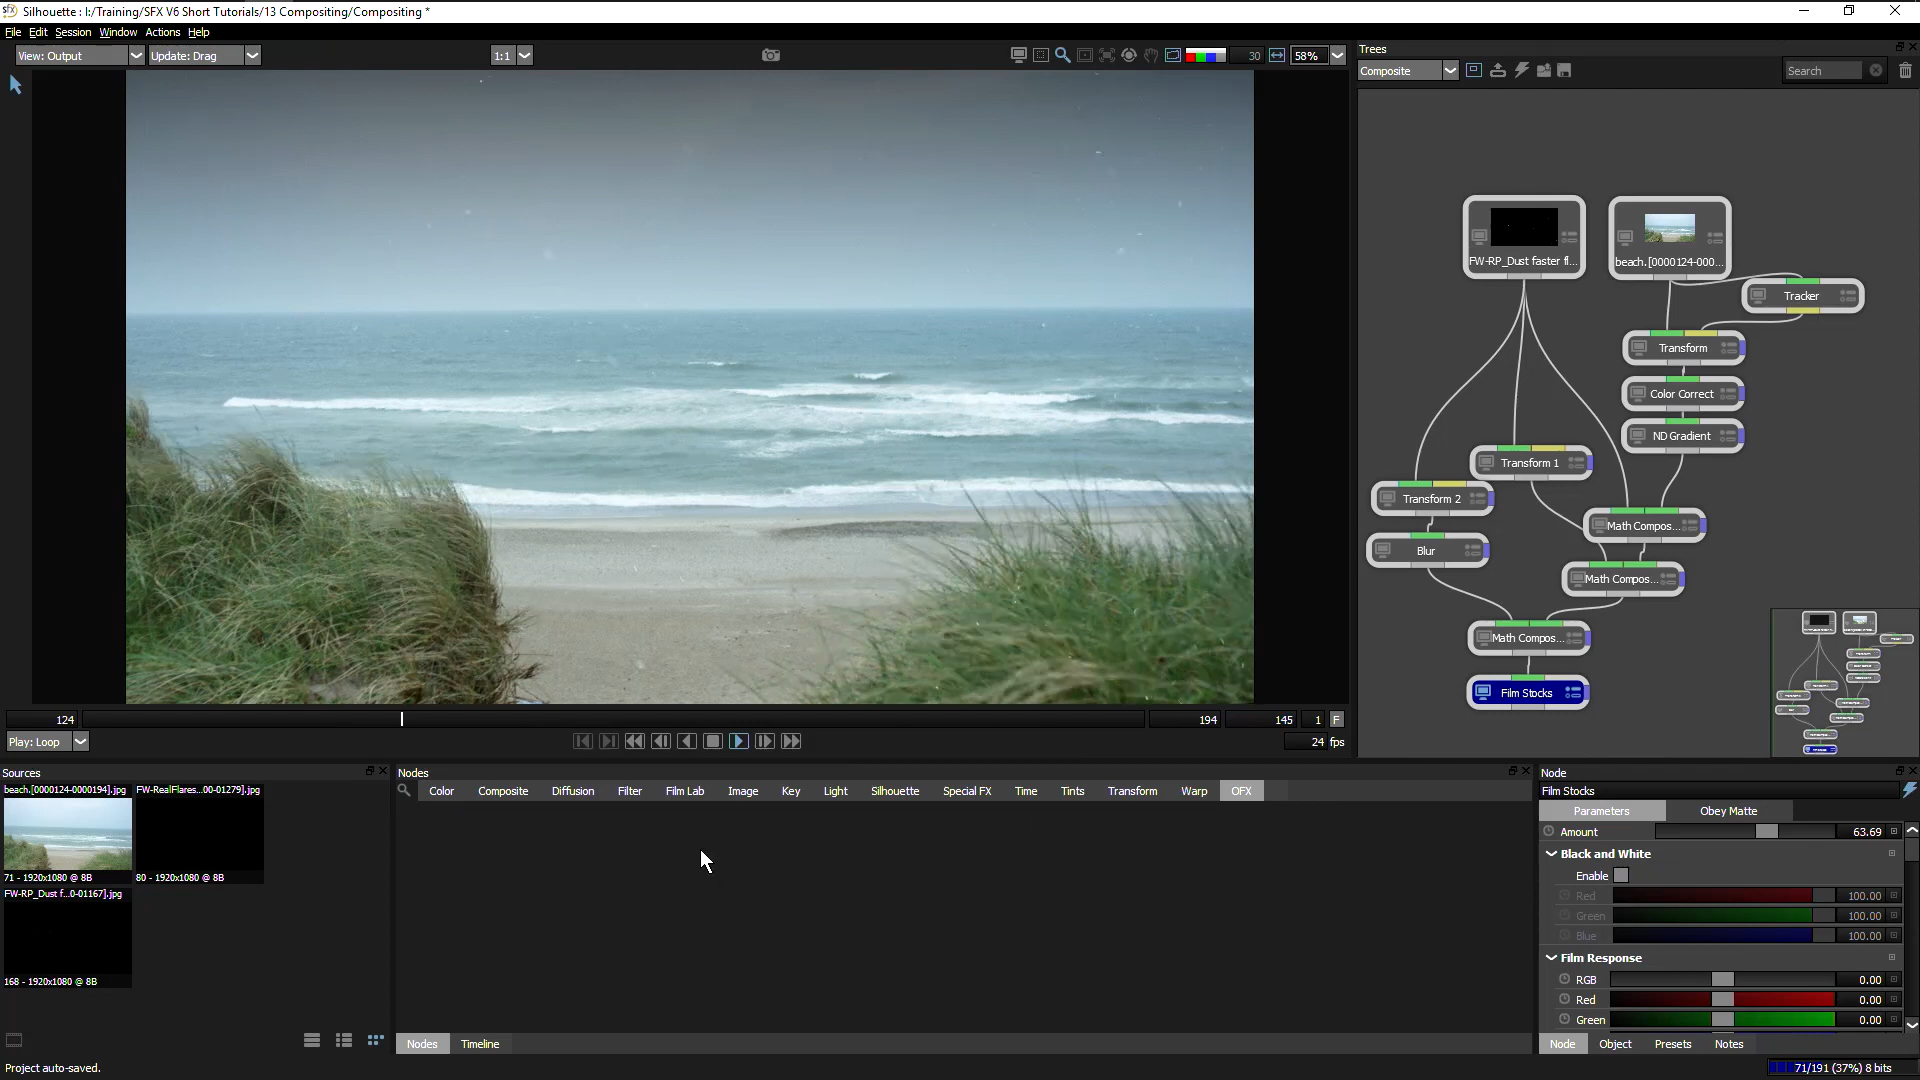 Silhouette : I:/Training/SFX V6 Short Tutorials/13 Compositing/Compositing *
File Edit Session Window Actions Help
View: Output Update: Drag 1:1 30 58%
Trees
Composite Search
FW-RP_Dust faster fl...
beach.[0000124-000...
Tracker
Transform
Color Correct
ND Gradient
Transform 1
Transform 2
Math Compos...
Blur
Math Compos...
Math Compos...
Film Stocks
124 194 145 1 F
Play: Loop 24 fps
Sources
beach.[0000124-0000194].jpg FW-RealFlares...00-01279].jpg
71 - 1920x1080 @ 8B 80 - 1920x1080 @ 8B
FW-RP_Dust f...0-01167].jpg
168 - 1920x1080 @ 8B
Nodes
Color Composite Diffusion Filter Film Lab Image Key Light Silhouette Special FX Time Tints Transform Warp OFX
Nodes Timeline
Node
Film Stocks
Parameters Obey Matte
Amount 63.69
Black and White
Enable
Red 100.00
Green 100.00
Blue 100.00
Film Response
RGB 0.00
Red 0.00
Green 0.00
Node Object Presets Notes
Project auto-saved.
71/191 (37%) 8 bits